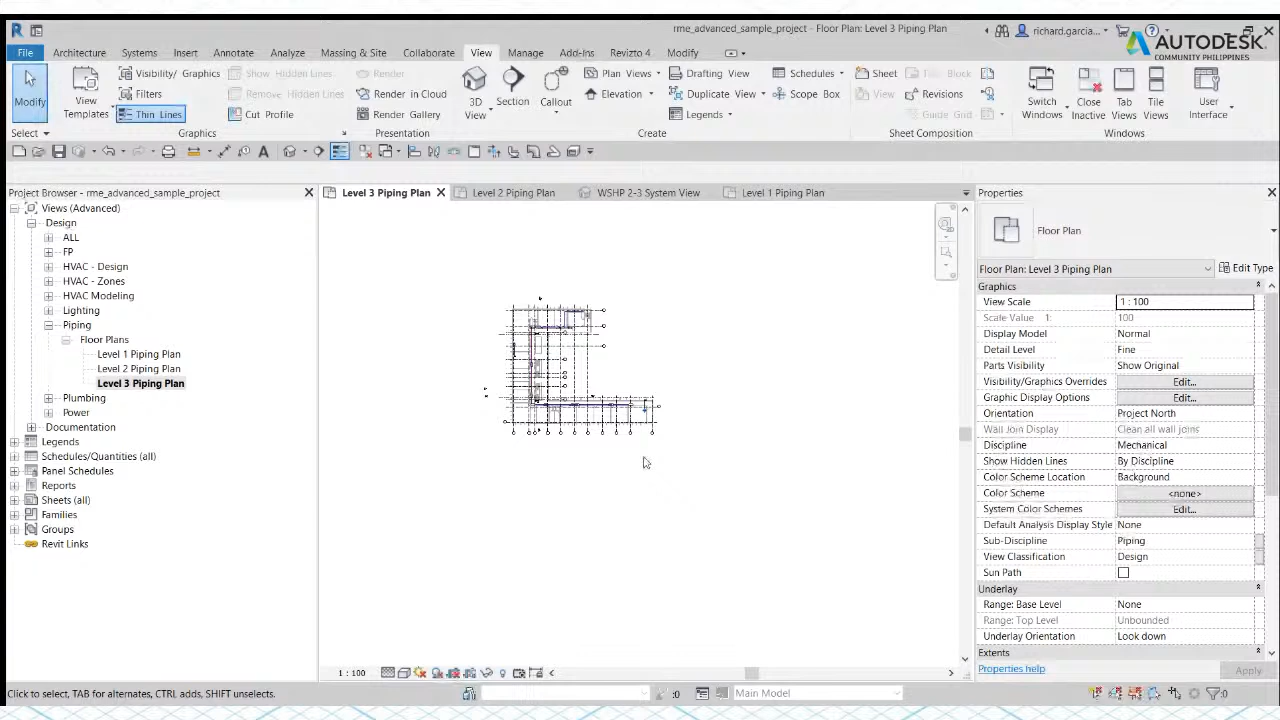 rme_advanced_sample_project - Floor Plan: Level 3 Piping Plan
richard.garcia...
AUTODESK
COMMUNITY PHILIPPINES
File Architecture Systems Insert Annotate Analyze Massing & Site Collaborate View Manage Add-Ins Revizto 4 Modify
Modify
View Templates
Visibility/ Graphics
Filters
Thin Lines
Show Hidden Lines
Remove Hidden Lines
Cut Profile
Render
Render in Cloud
Render Gallery
3D View
Section
Callout
Plan Views
Elevation
Drafting View
Duplicate View
Legends
Schedules
Scope Box
Sheet
View
Title Block
Revisions
Guide Grid
Switch Windows
Close Inactive
Tab Views
Tile Views
User Interface
Select Graphics Presentation Create Sheet Composition Windows
Project Browser - rme_advanced_sample_project
Views (Advanced)
Design
ALL
FP
HVAC - Design
HVAC - Zones
HVAC Modeling
Lighting
Piping
Floor Plans
Level 1 Piping Plan
Level 2 Piping Plan
Level 3 Piping Plan
Plumbing
Power
Documentation
Legends
Schedules/Quantities (all)
Panel Schedules
Reports
Sheets (all)
Families
Groups
Revit Links
Level 3 Piping Plan Level 2 Piping Plan WSHP 2-3 System View Level 1 Piping Plan
Properties
Floor Plan
Floor Plan: Level 3 Piping Plan Edit Type
Graphics
View Scale 1 : 100
Scale Value 1: 100
Display Model Normal
Detail Level Fine
Parts Visibility Show Original
Visibility/Graphics Overrides Edit...
Graphic Display Options Edit...
Orientation Project North
Wall Join Display Clean all wall joins
Discipline Mechanical
Show Hidden Lines By Discipline
Color Scheme Location Background
Color Scheme <none>
System Color Schemes Edit...
Default Analysis Display Style None
Sub-Discipline Piping
View Classification Design
Sun Path
Underlay
Range: Base Level None
Range: Top Level Unbounded
Underlay Orientation Look down
Extents
Properties help Apply
1 : 100
Click to select, TAB for alternates, CTRL adds, SHIFT unselects.
:0
Main Model
:0